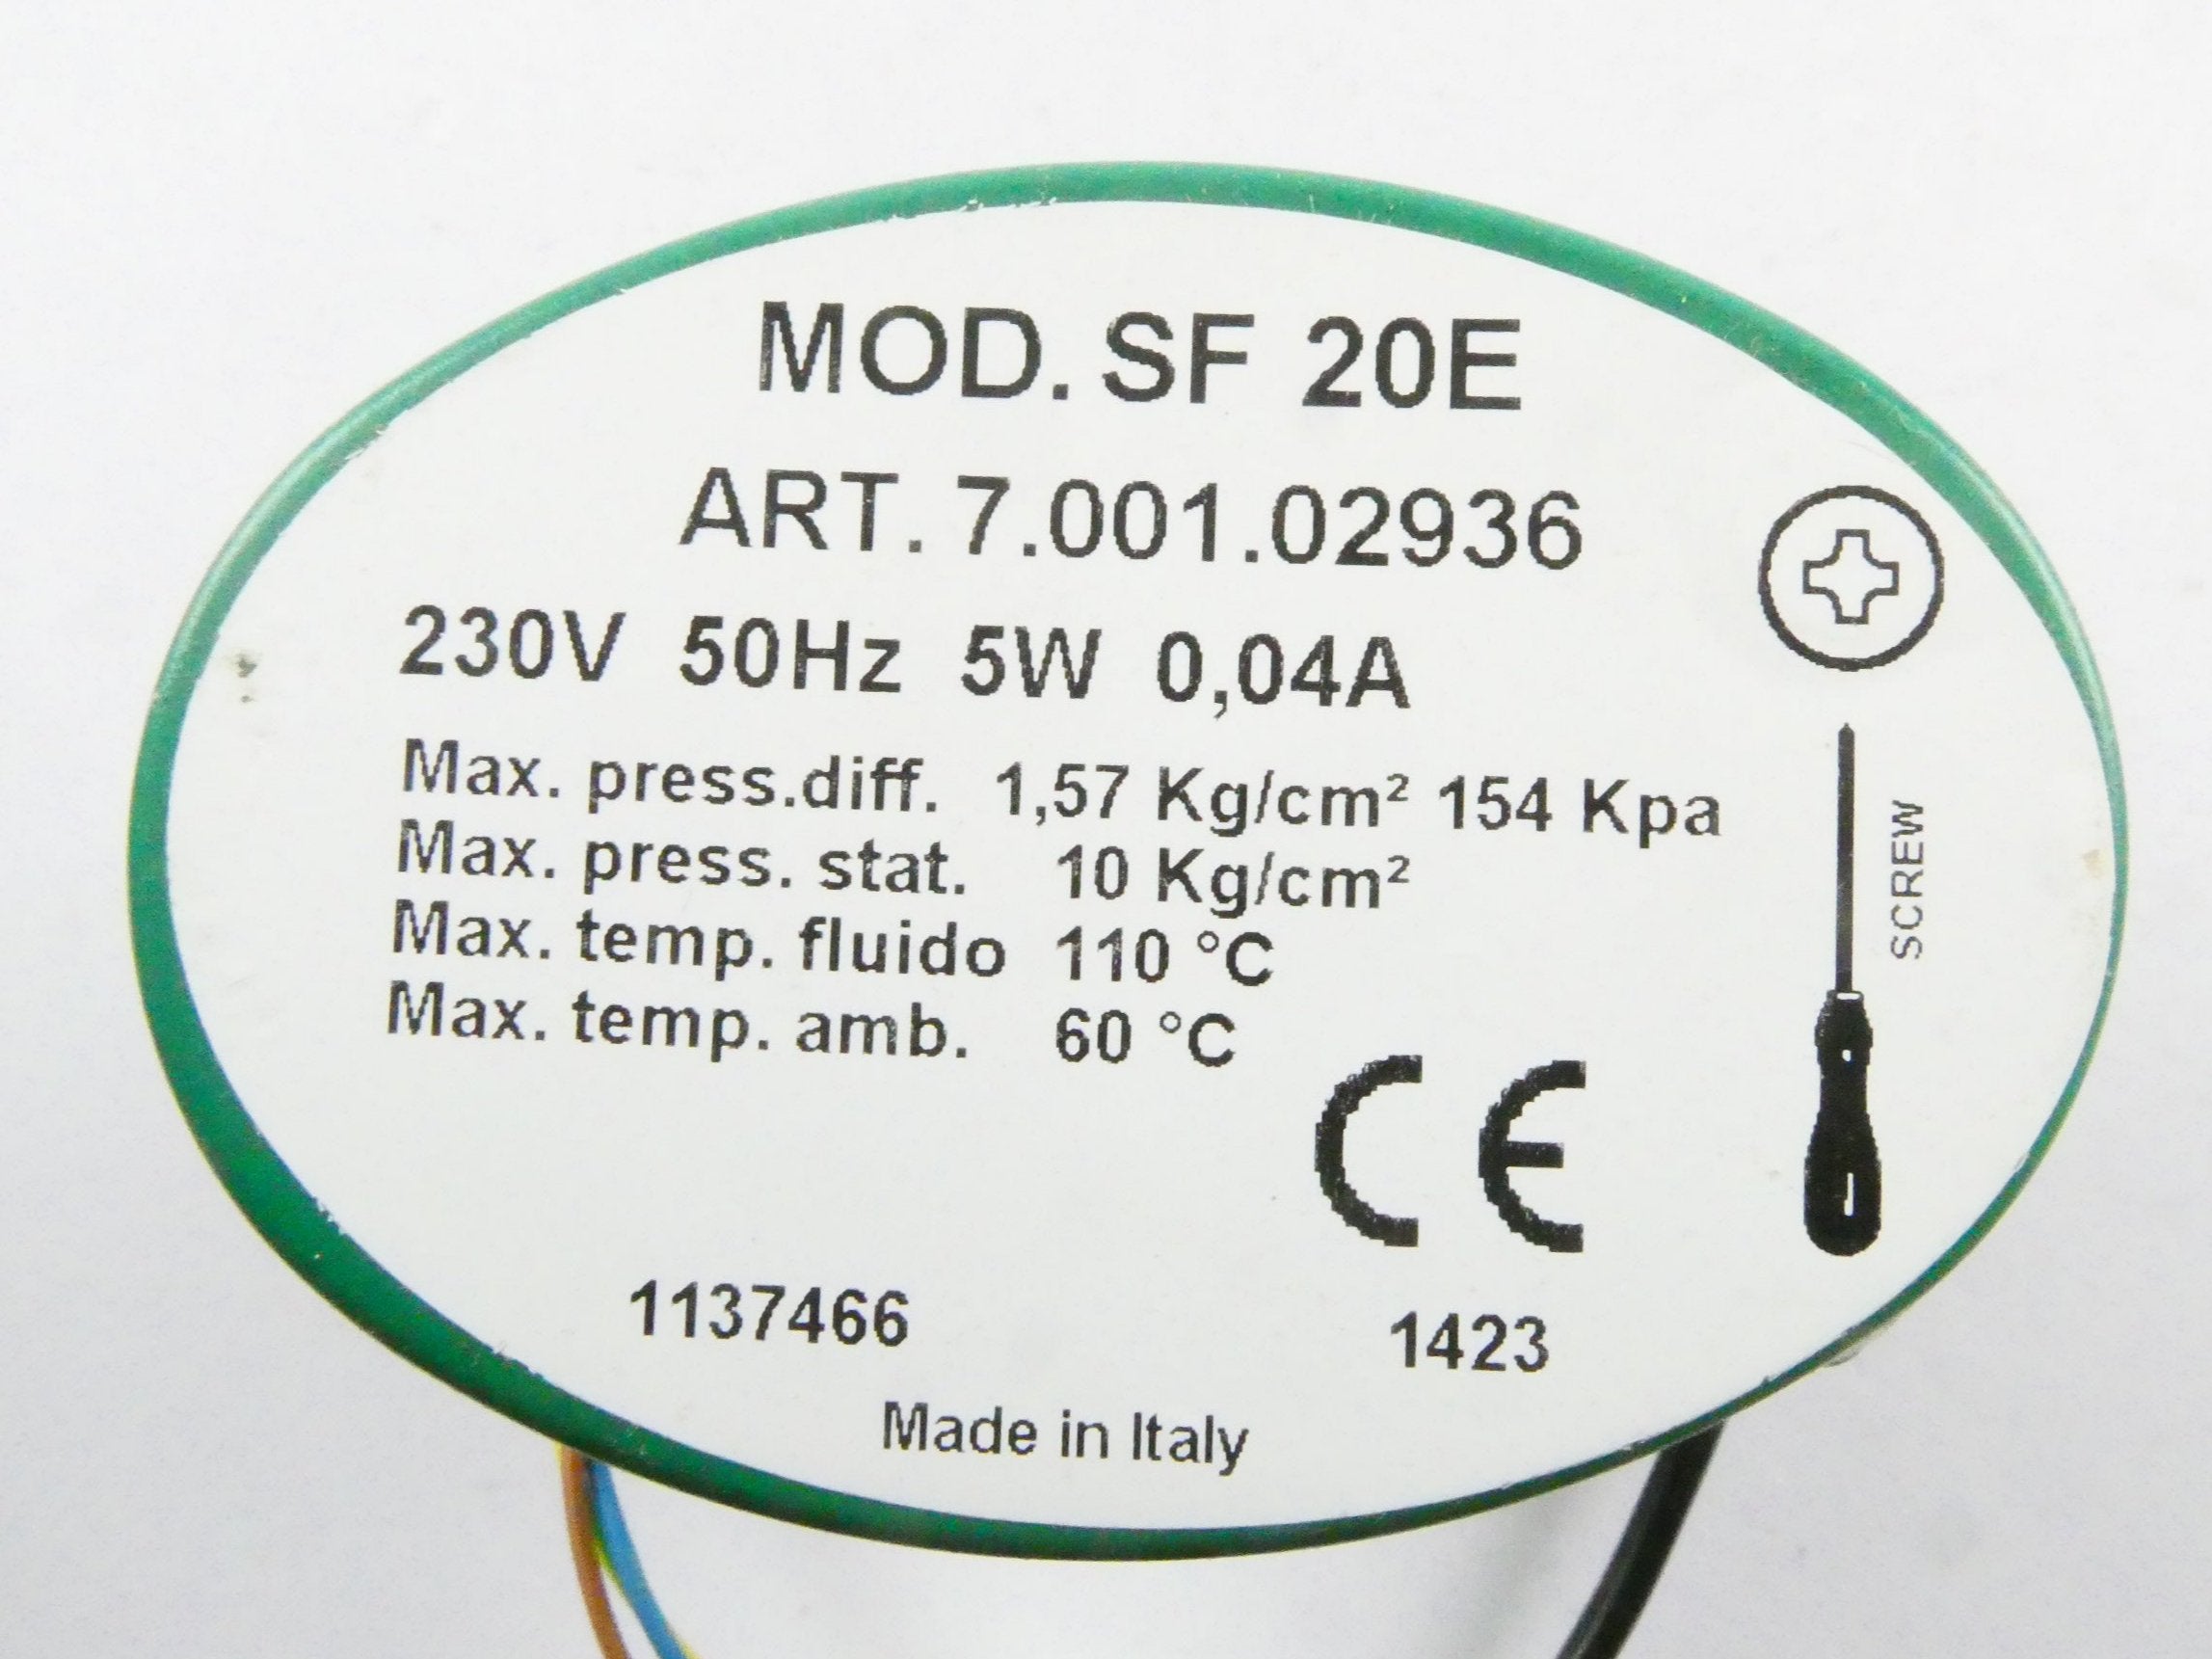 MOD. SF 20E
ART. 7.001.02936
230V 50Hz 5W 0,04A
Max. press.diff. 1,57 Kg/cm² 154 Kpa
Max. press. stat. 10 Kg/cm²
Max. temp. fluido 110 °C
Max. temp. amb. 60 °C
SCREW
CE
1137466 1423
Made in Italy